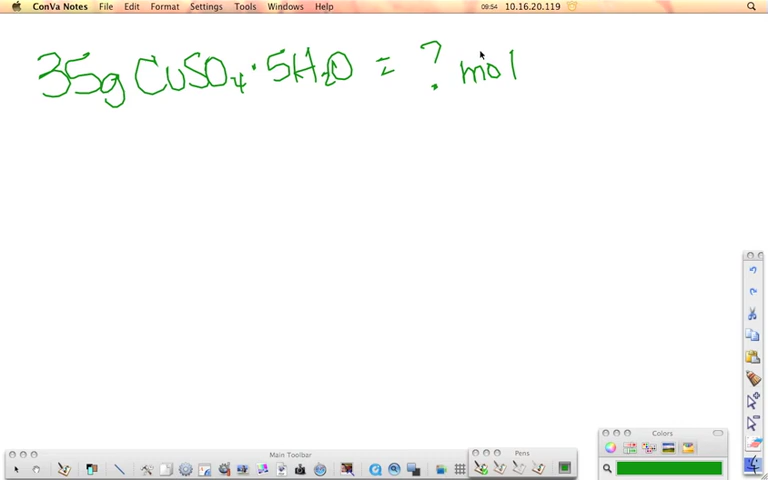 ConVa Notes File Edit Format Settings Tools Windows Help 09:54 10.16.20.119
35g CuSO₄·5H₂O = ? mol
Colors
Main Toolbar
Pens